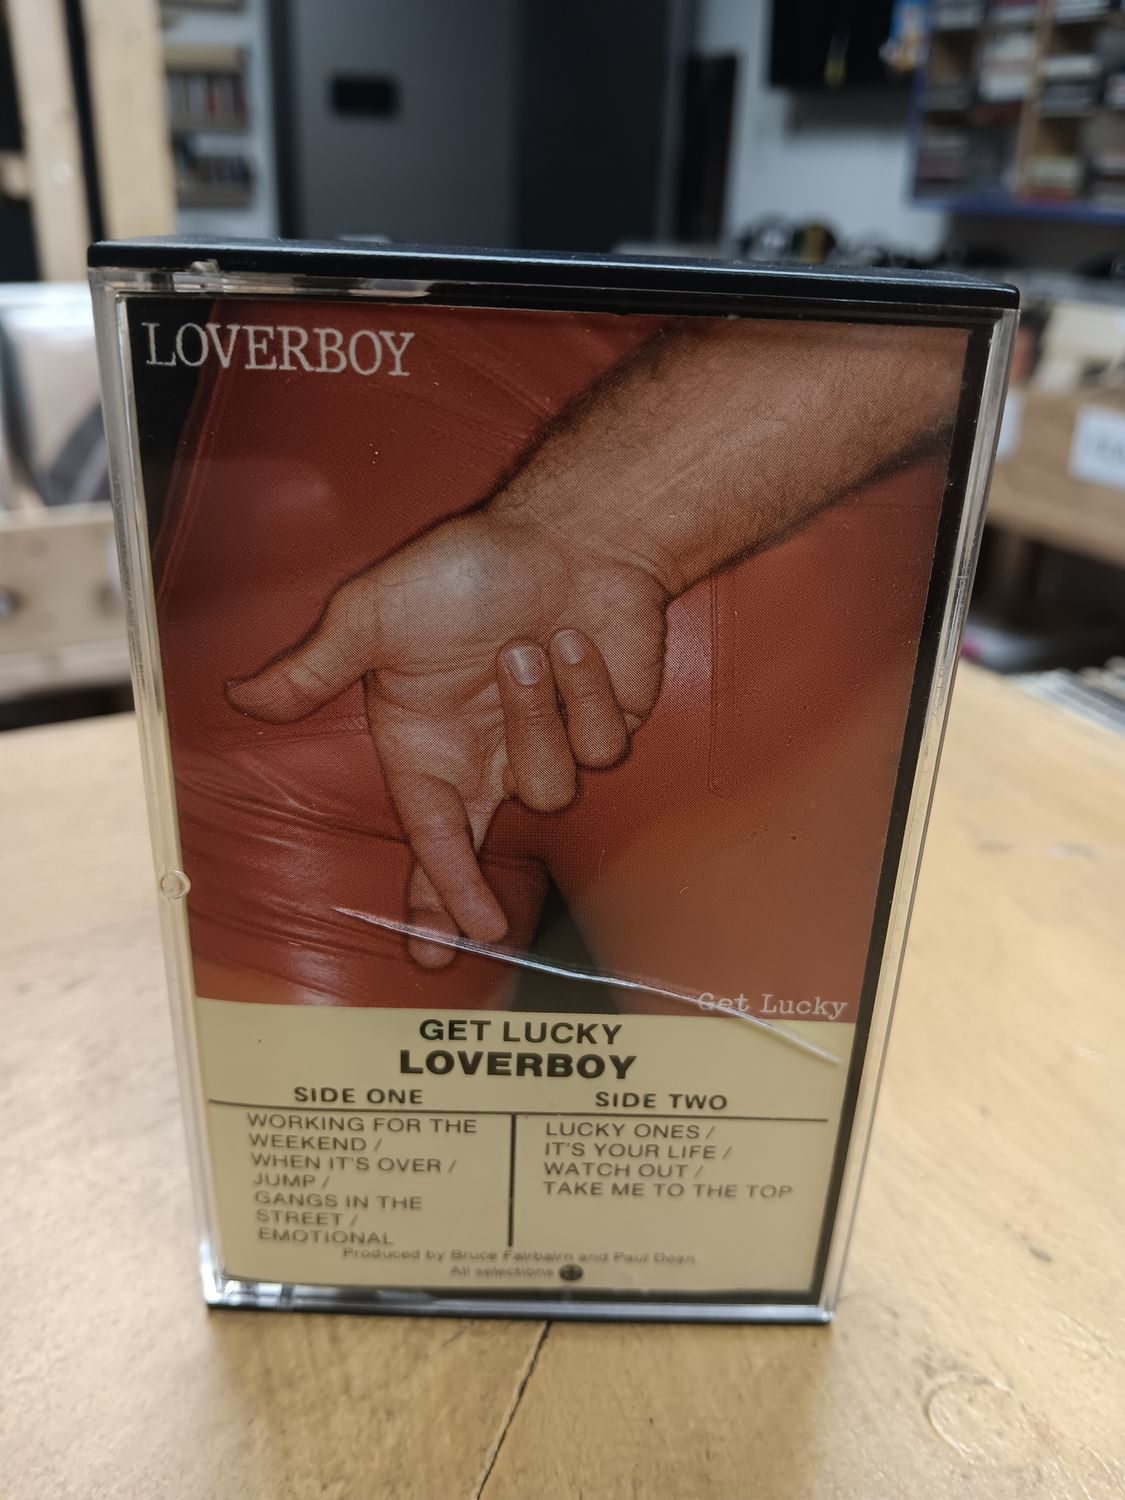 LOVERBOY
Get Lucky
GET LUCKY
LOVERBOY
SIDE ONE
WORKING FOR THE
WEEKEND /
WHEN IT'S OVER /
JUMP /
GANGS IN THE
STREET /
EMOTIONAL
SIDE TWO
LUCKY ONES /
IT'S YOUR LIFE /
WATCH OUT /
TAKE ME TO THE TOP
Produced by Bruce Fairbairn and Paul Dean.
All selections